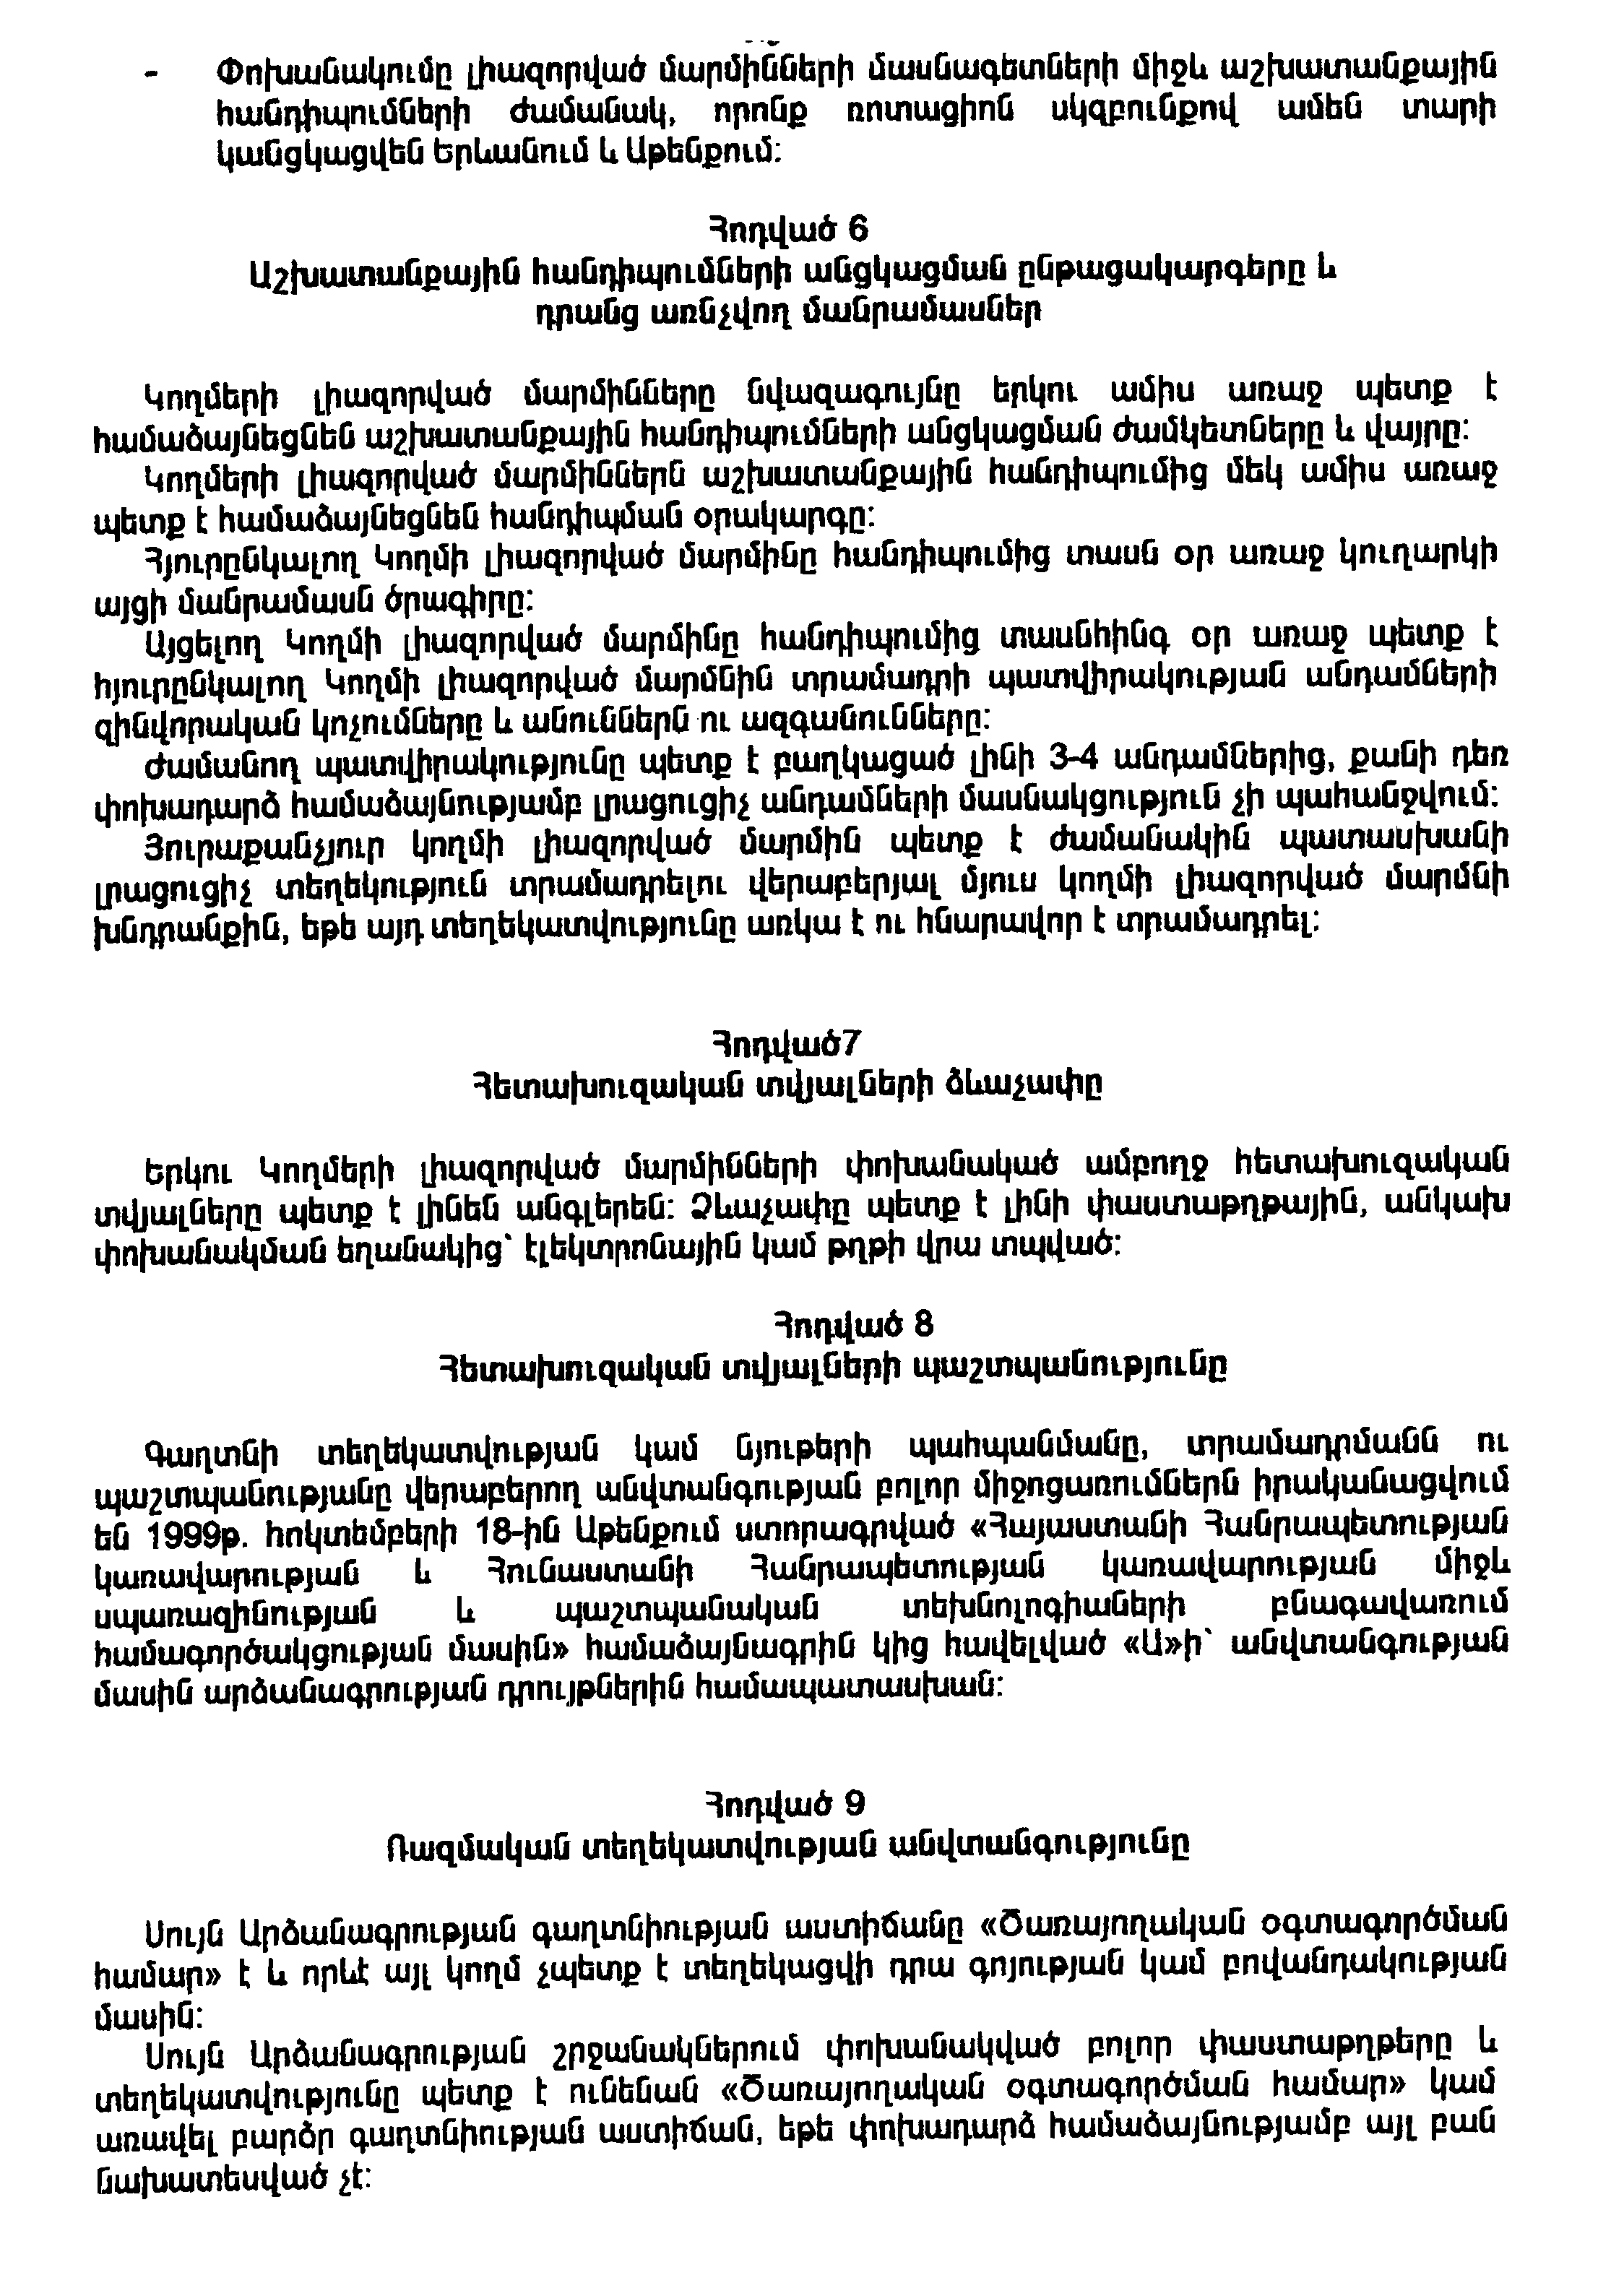 - Փոխանակումը լիազորված մարմինների մասնագետների միջև աշխատանքային
հանդիպումների ժամանակ, որոնք ռոտացիոն սկզբունքով ամեն տարի
կանցկացվեն Երևանում և Աթենքում:
Հոդված 6
Աշխատանքային հանդիպումների անցկացման ընթացակարգերը և
դրանց առնչվող մանրամասներ
Կողմերի լիազորված մարմինները նվազագույնը երկու ամիս առաջ պետք է
համաձայնեցնեն աշխատանքային հանդիպումների անցկացման ժամկետները և վայրը:
Կողմերի լիազորված մարմիններն աշխատանքային հանդիպումից մեկ ամիս առաջ
պետք է համաձայնեցնեն հանդիպման օրակարգը:
Հյուրընկալող Կողմի լիազորված մարմինը հանդիպումից տասն օր առաջ կուղարկի
այցի մանրամասն ծրագիրը:
Այցելող Կողմի լիազորված մարմինը հանդիպումից տասնհինգ օր առաջ պետք է
հյուրընկալող Կողմի լիազորված մարմնին տրամադրի պատվիրակության անդամների
զինվորական կոչումները և անուններն ու ազգանունները:
Ժամանող պատվիրակությունը պետք է բաղկացած լինի 3-4 անդամներից, քանի դեռ
փոխադարձ համաձայնությամբ լրացուցիչ անդամների մասնակցություն չի պահանջվում:
Յուրաքանչյուր կողմի լիազորված մարմին պետք է ժամանակին պատասխանի
լրացուցիչ տեղեկություն տրամադրելու վերաբերյալ մյուս կողմի լիազորված մարմնի
խնդրանքին, եթե այդ տեղեկատվությունը առկա է ու հնարավոր է տրամադրել:
Հոդված7
Հետախուզական տվյալների ձևաչափը
Երկու Կողմերի լիազորված մարմինների փոխանակած ամբողջ հետախուզական
տվյալները պետք է լինեն անգլերեն: Ձևաչափը պետք է լինի փաստաթղթային, անկախ
փոխանակման եղանակից՝ էլեկտրոնային կամ թղթի վրա տպված:
Հոդված 8
Հետախուզական տվյալների պաշտպանությունը
Գաղտնի տեղեկատվության կամ նյութերի պահպանմանը, տրամադրմանն ու
պաշտպանությանը վերաբերող անվտանգության բոլոր միջոցառումներն իրականացվում
են 1999թ. հոկտեմբերի 18-ին Աթենքում ստորագրված «Հայաստանի Հանրապետության
կառավարության և Հունաստանի Հանրապետության կառավարության միջև
սպառազինության և պաշտպանական տեխնոլոգիաների բնագավառում
համագործակցության մասին» համաձայնագրին կից հավելված «Ա»ի՝ անվտանգության
մասին արձանագրության դրույթներին համապատասխան:
Հոդված 9
Ռազմական տեղեկատվության անվտանգությունը
Սույն Արձանագրության գաղտնիության աստիճանը «Ծառայողական օգտագործման
համար» է և որևէ այլ կողմ չպետք է տեղեկացվի դրա գոյության կամ բովանդակության
մասին:
Սույն Արձանագրության շրջանակներում փոխանակված բոլոր փաստաթղթերը և
տեղեկատվությունը պետք է ունենան «Ծառայողական օգտագործման համար» կամ
առավել բարձր գաղտնիության աստիճան, եթե փոխադարձ համաձայնությամբ այլ բան
նախատեսված չէ: